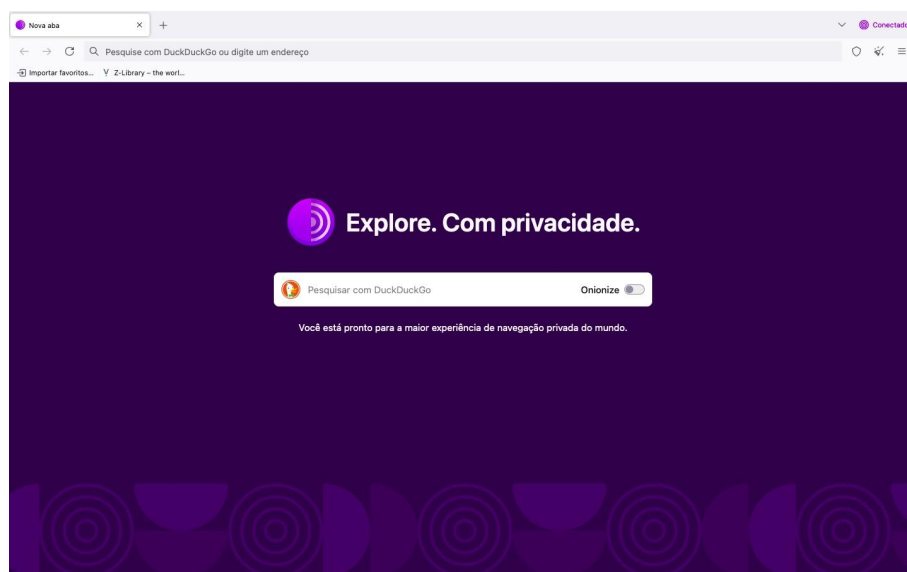 Nova aba
Conectado
Pesquise com DuckDuckGo ou digite um endereço
Importar favoritos... Z-Library – the worl...
Explore. Com privacidade.
Pesquisar com DuckDuckGo Onionize
Você está pronto para a maior experiência de navegação privada do mundo.